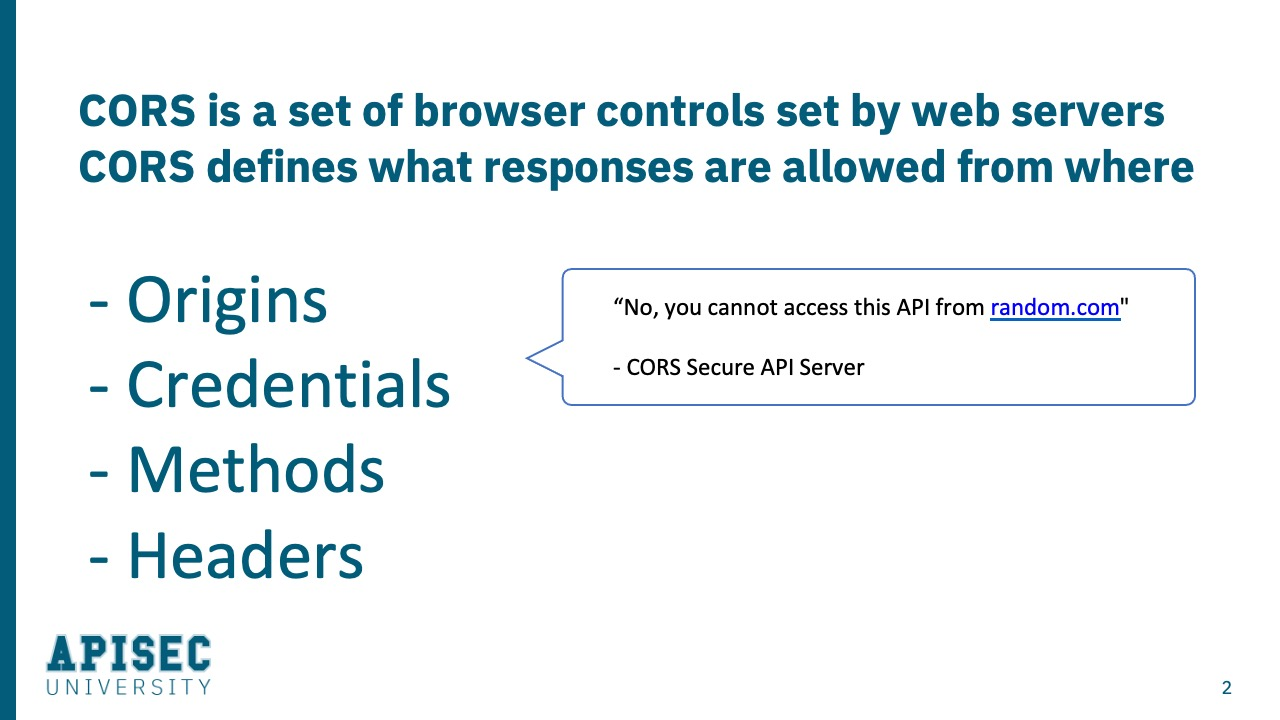 CORS is a set of browser controls set by web servers
CORS defines what responses are allowed from where
- Origins
- Credentials
- Methods
- Headers
“No, you cannot access this API from random.com"
- CORS Secure API Server
APISEC
UNIVERSITY
2